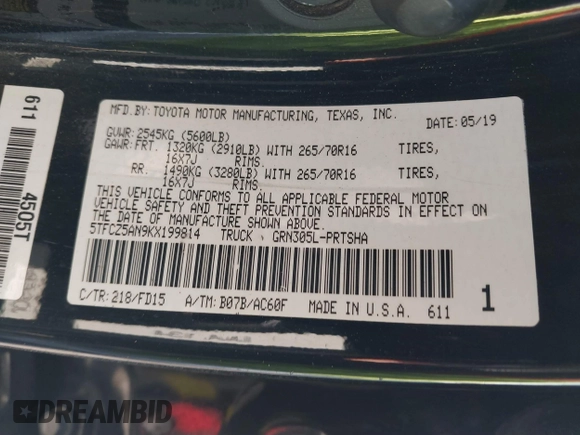 MFD.BY:TOYOTA MOTOR MANUFACTURING, TEXAS, INC.
DATE:05/19
GVWR:2545KG (5600LB)
GAWR:FRT. 1320KG (2910LB) WITH 265/70R16 TIRES,
16X7J RIMS.
RR. 1490KG (3280LB) WITH 265/70R16 TIRES,
16X7J RIMS.
THIS VEHICLE CONFORMS TO ALL APPLICABLE FEDERAL MOTOR
VEHICLE SAFETY AND THEFT PREVENTION STANDARDS IN EFFECT ON
THE DATE OF MANUFACTURE SHOWN ABOVE.
5TFCZ5AN9KX199814 TRUCK GRN305L-PRTSHA
C/TR:218/FD15 A/TM:B07B/AC60F MADE IN U.S.A. 611
1
611 4505T
DREAMBID